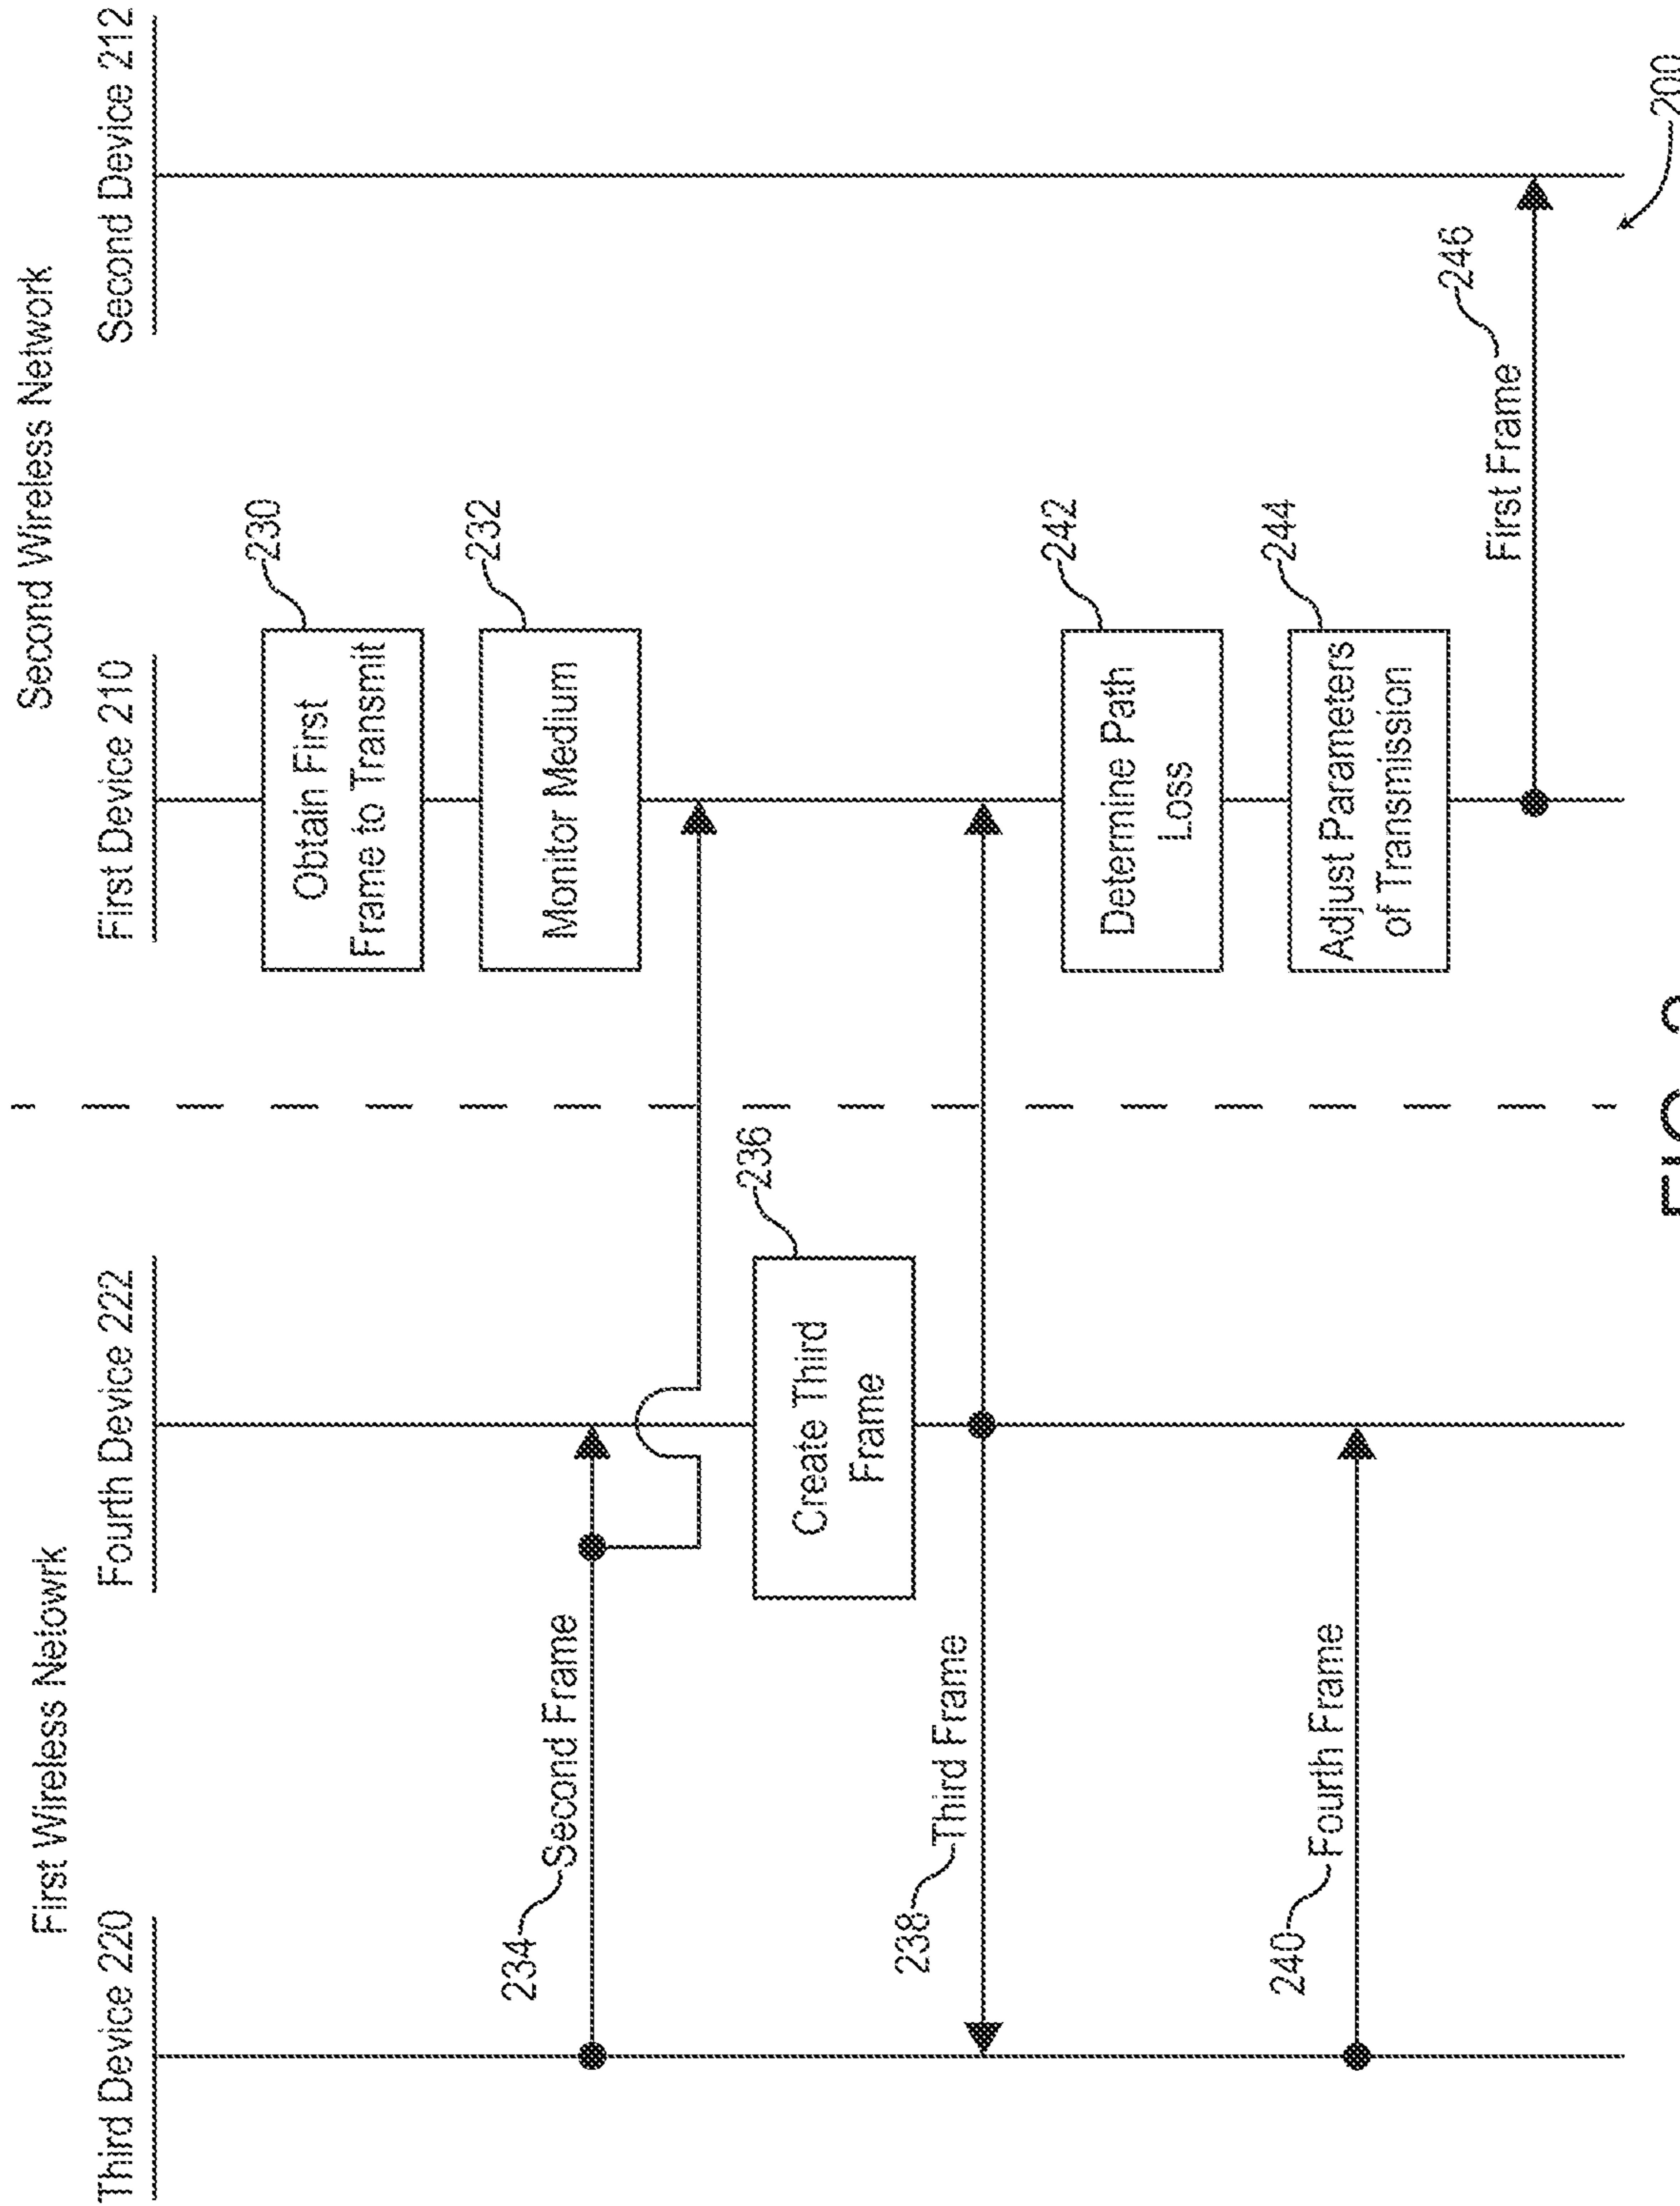 First Wireless Netowrk
Second Wireless Network
Third Device 220
Fourth Device 222
First Device 210
Second Device 212
Obtain First
Frame to Transmit
230
Monitor Medium
232
234
Second Frame
Create Third
Frame
236
238
Third Frame
Determine Path
Loss
242
Adjust Parameters
of Transmission
244
240
Fourth Frame
First Frame
246
200